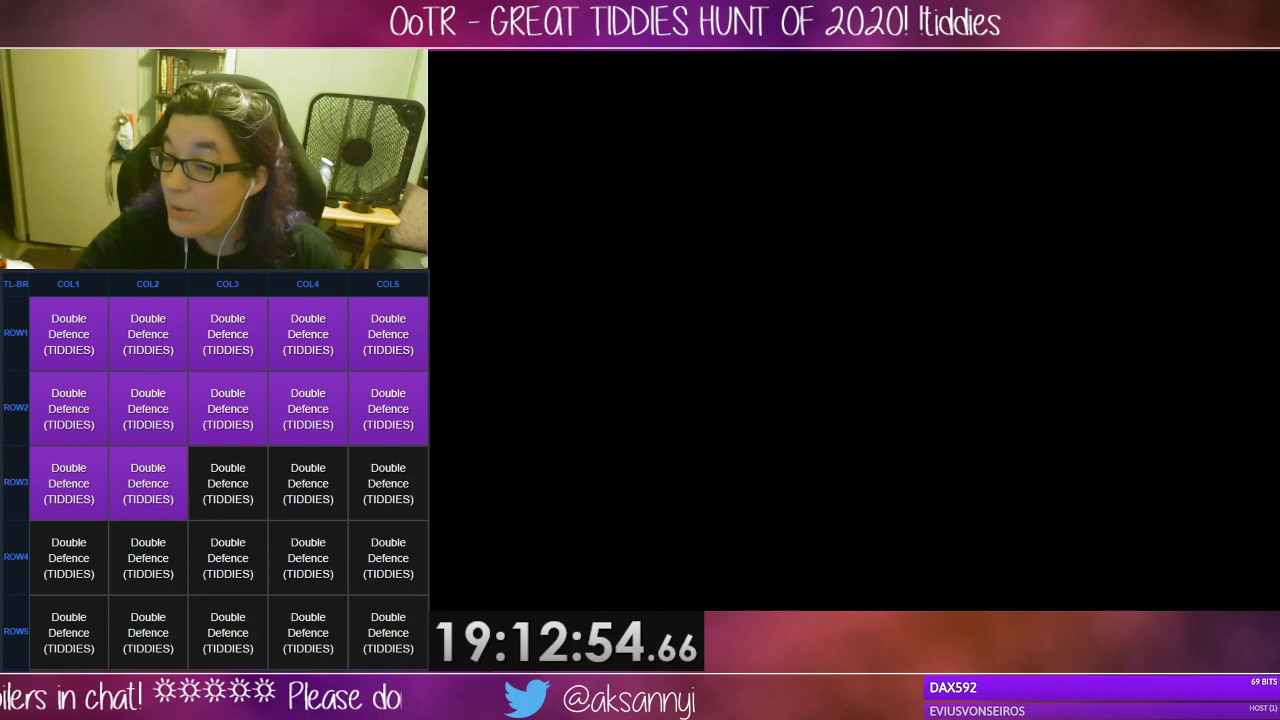 OoTR - GREAT TIDDIES HUNT OF 2020! !tiddies
TL-BR COL1 COL2 COL3 COL4 COL5
ROW1
Double Double Double Double Double
Defence Defence Defence Defence Defence
(TIDDIES) (TIDDIES) (TIDDIES) (TIDDIES) (TIDDIES)
ROW2
Double Double Double Double Double
Defence Defence Defence Defence Defence
(TIDDIES) (TIDDIES) (TIDDIES) (TIDDIES) (TIDDIES)
ROW3
Double Double Double Double Double
Defence Defence Defence Defence Defence
(TIDDIES) (TIDDIES) (TIDDIES) (TIDDIES) (TIDDIES)
ROW4
Double Double Double Double Double
Defence Defence Defence Defence Defence
(TIDDIES) (TIDDIES) (TIDDIES) (TIDDIES) (TIDDIES)
ROW5
Double Double Double Double Double
Defence Defence Defence Defence Defence
(TIDDIES) (TIDDIES) (TIDDIES) (TIDDIES) (TIDDIES)
19:12:54.66
oilers in chat! ☼☼☼☼☼ Please do
@aksannyi
DAX592 69 BITS
EVIUSVONSEIROS HOST (1)